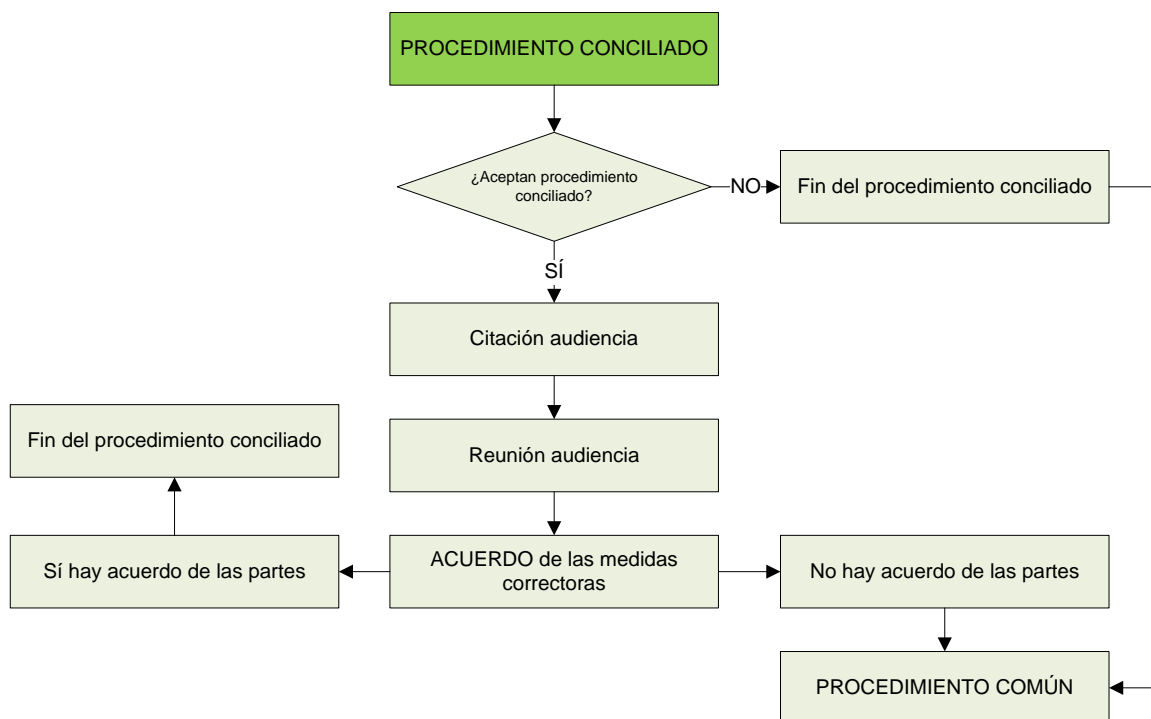 PROCEDIMIENTO CONCILIADO
¿Aceptan procedimiento
conciliado?
NO
Fin del procedimiento conciliado
SÍ
Citación audiencia
Fin del procedimiento conciliado
Reunión audiencia
Sí hay acuerdo de las partes
ACUERDO de las medidas
correctoras
No hay acuerdo de las partes
PROCEDIMIENTO COMÚN